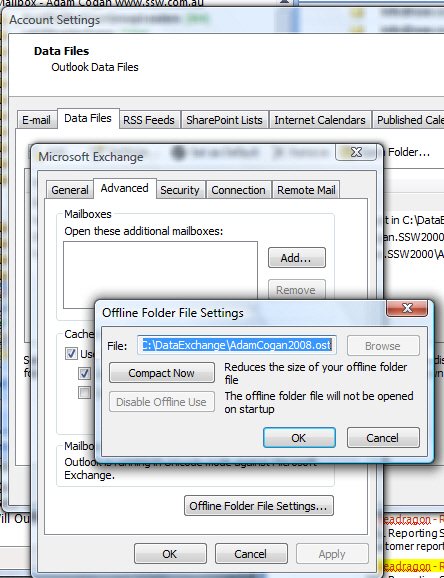 Mailbox - Adam Cogan www.ssw.com.au
Account Settings
Data Files
Outlook Data Files
E-mail Data Files RSS Feeds SharePoint Lists Internet Calendars Published Cale
Folder...
Microsoft Exchange
General Advanced Security Connection Remote Mail
Mailboxes
Open these additional mailboxes:
Add...
Remove
t in C:\DataE
an.SSW2000
SSW2000\A
Offline Folder File Settings
File: C:\DataExchange\AdamCogan2008.ost Browse
Compact Now Reduces the size of your offline folder file
Disable Offline Use The offline folder file will not be opened on startup
OK Cancel
Cache
Use
Mailbo
Outlook is running in Unicode mode against Microsoft
Exchange.
Offline Folder File Settings...
OK Cancel Apply
ill Ou
eadragon - R
. Reporting S
tomer repor
eadragon - R